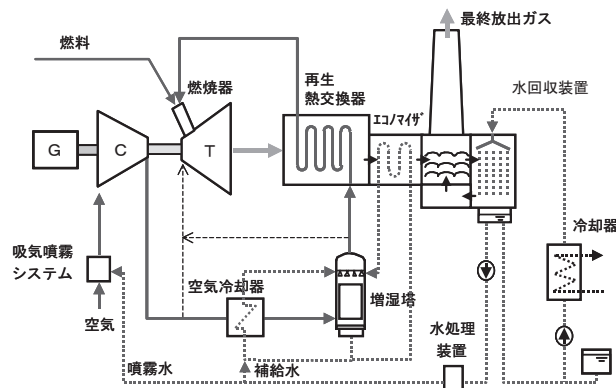 最終放出ガス
燃料
燃焼器
再生
熱交換器
ｴｺﾉﾏｲｻﾞ
水回収装置
G
C
T
冷却器
吸気噴霧
システム
空気冷却器
増湿塔
空気
水処理
装置
噴霧水
補給水